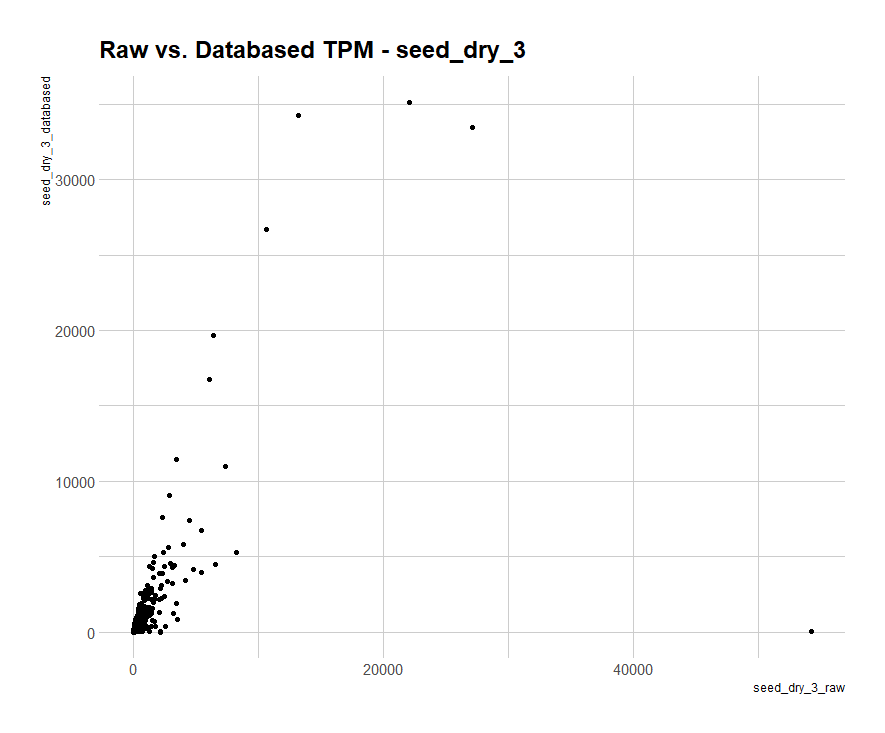 Raw vs. Databased TPM - seed_dry_3
seed_dry_3_databased
30000
20000
10000
0
0 20000 40000
seed_dry_3_raw